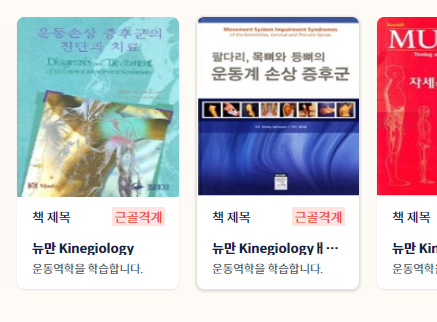 운동손상 증후군의
진단과 치료
Diagnosis and Treatment
of Movement Impairment Syndromes
Movement System Impairment Syndromes
of the Extremities, Cervical and Thoracic Spines
팔다리, 목뼈와 등뼈의
운동계 손상 증후군
MU
자세
책 제목 근골격계
책 제목 근골격계
책 제목
뉴만 Kinegiology
운동역학을 학습합니다.
뉴만 Kinegiologyㅐ…
운동역학을 학습합니다.
뉴만 Kin
운동역학을